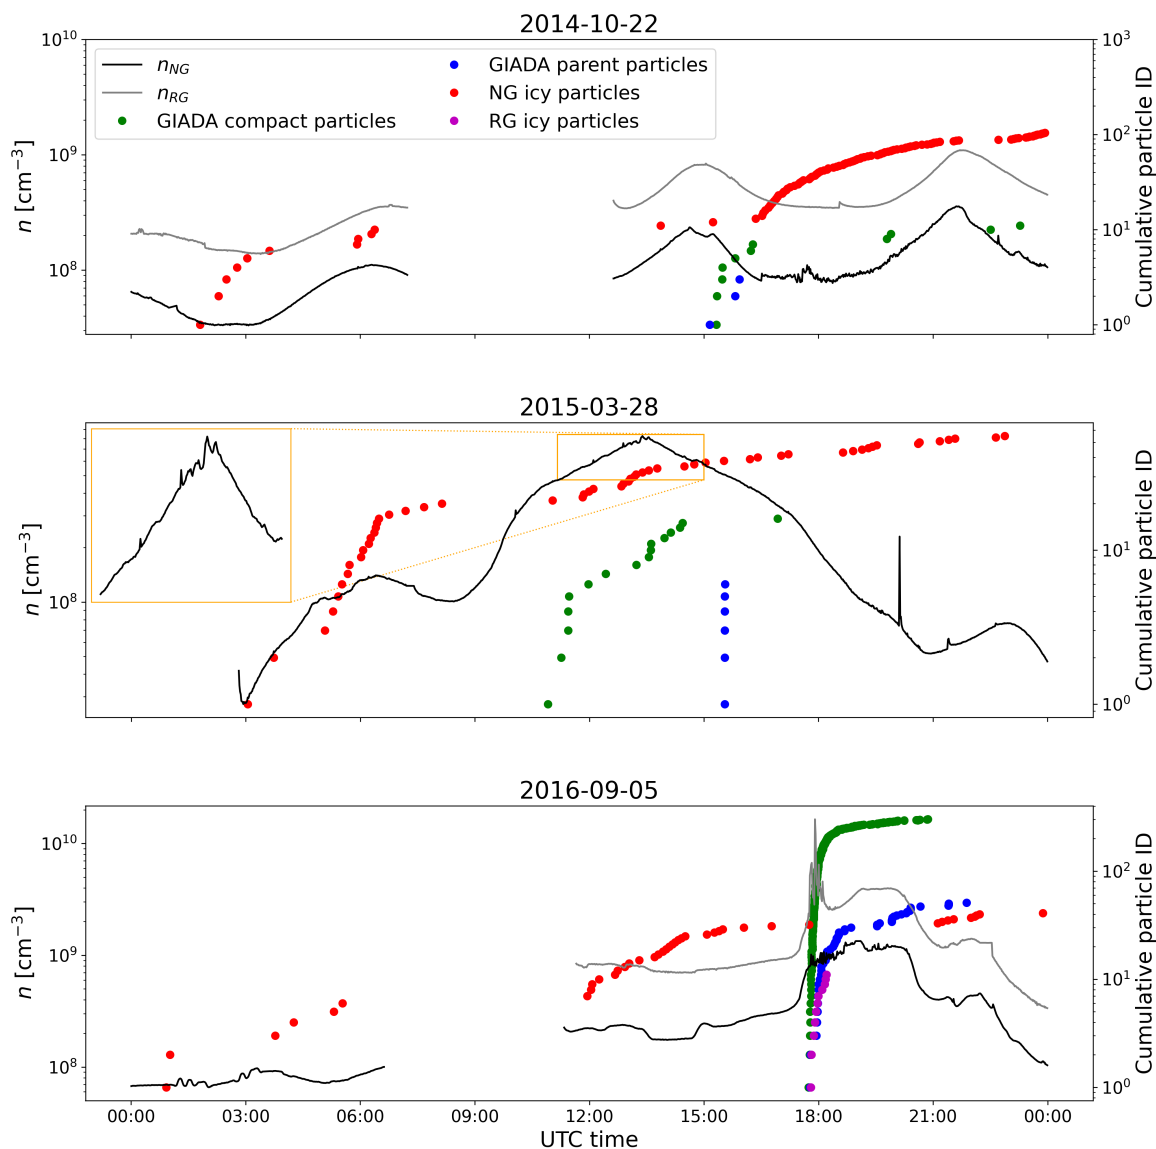 2014-10-22
10^10
10^9
10^8
n [cm^−3]
n_NG
n_RG
GIADA compact particles
GIADA parent particles
NG icy particles
RG icy particles
10^3
10^2
10^1
10^0
Cumulative particle ID
2015-03-28
10^8
n [cm^−3]
10^1
10^0
Cumulative particle ID
2016-09-05
10^10
10^9
10^8
n [cm^−3]
10^2
10^1
10^0
Cumulative particle ID
00:00 03:00 06:00 09:00 12:00 15:00 18:00 21:00 00:00
UTC time